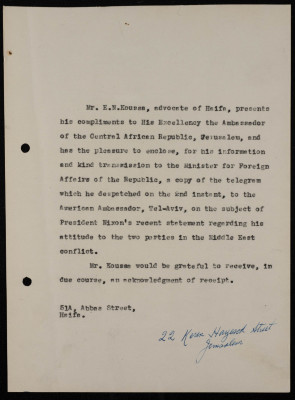 Mr. E.N.Koussa, advocate of Haifa, presents
his compliments to His Excellency the Ambassador
of the Central African Republic, Jerusalem, and
has the pleasure to enclose, for his information
and kind transmission to the Minister for Foreign
Affairs of the Republic, a copy of the telegram
which he despatched on the 2nd instant, to the
American Ambassador, Tel-Aviv, on the subject of
President Nixon's recent statement regarding his
attitude to the two parties in the Middle East
conflict.
Mr. Koussa would be grateful to receive, in
due course, an acknowledgment of receipt.
51A, Abbas Street,
Haifa.
22 Keren Hayesod Street
Jerusalem